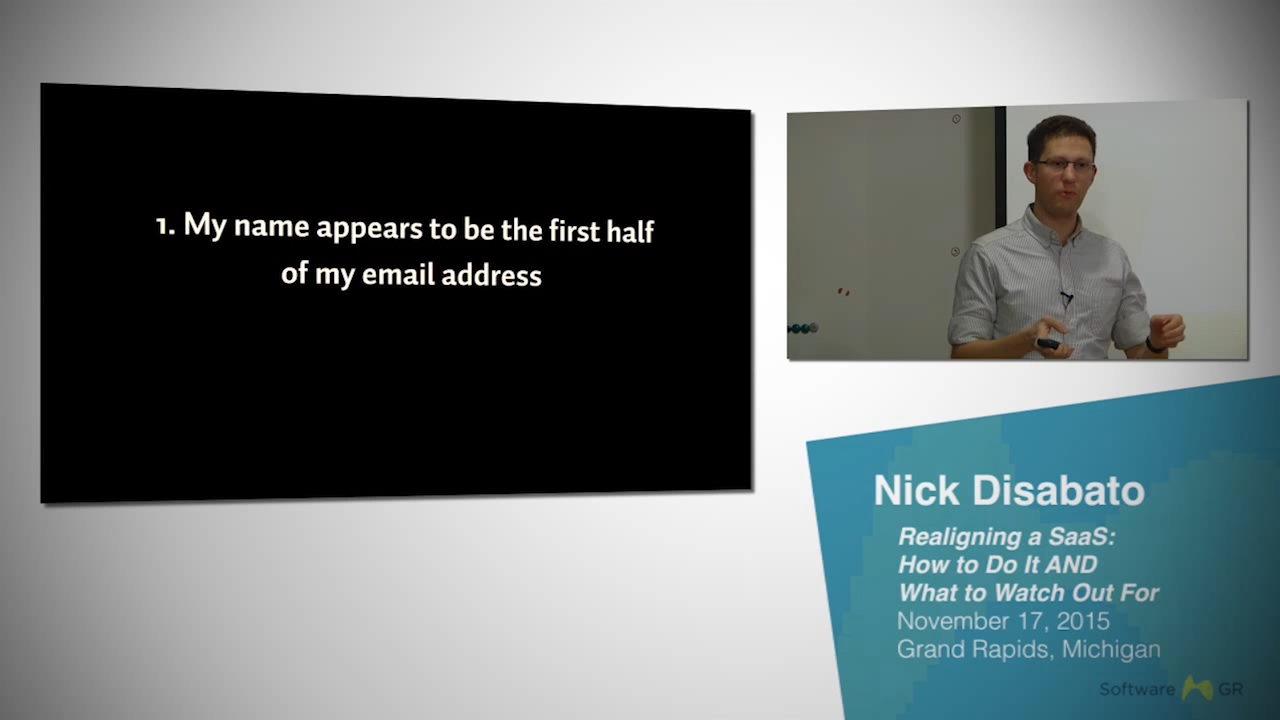 1. My name appears to be the first half
of my email address
Nick Disabato
Realigning a SaaS:
How to Do It AND
What to Watch Out For
November 17, 2015
Grand Rapids, Michigan
Software GR